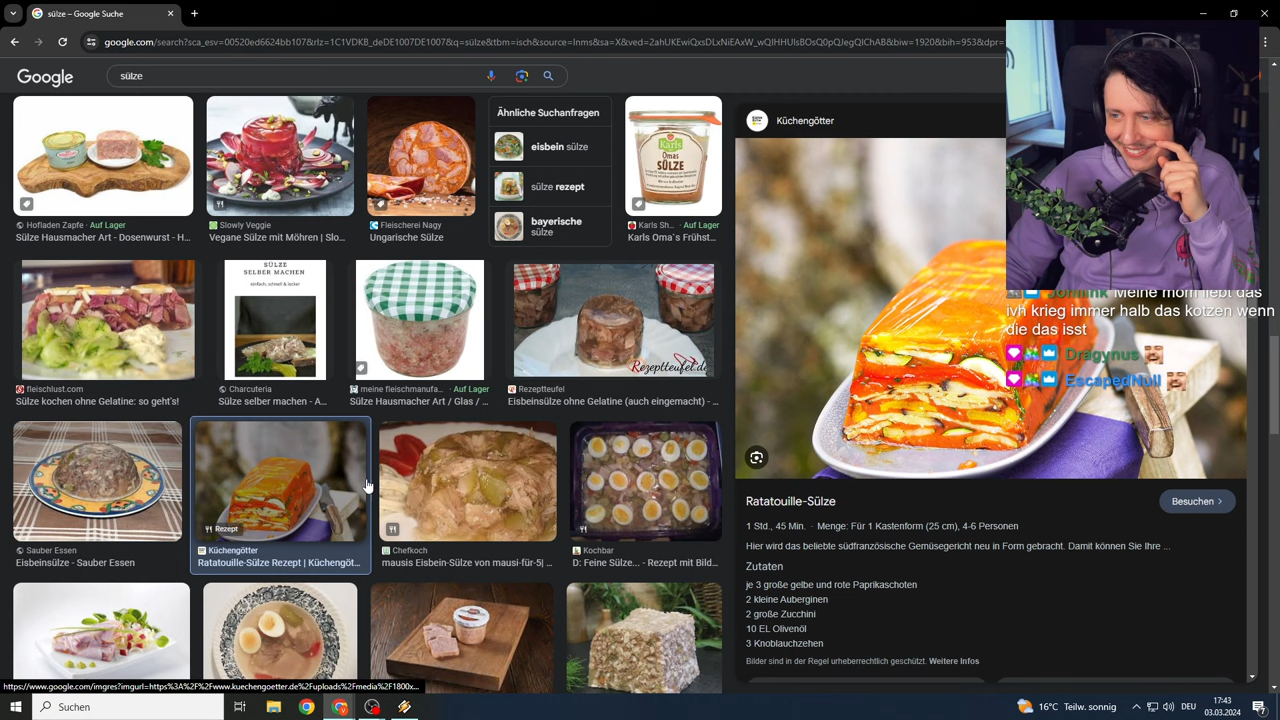 sülze – Google Suche
google.com/search?sca_esv=00520ed6624bb107&rlz=1C1VDKB_deDE1007DE1007&q=sülze&tbm=isch&source=lnms&sa=X&ved=2ahUKEwiQxsDLxNiEAxW_wQIHHUlsBOsQ0pQJegQIChAB&biw=1920&bih=953&dpr=
Google
sülze
Hofladen Zapfe · Auf Lager
Sülze Hausmacher Art - Dosenwurst - H...
Slowly Veggie
Vegane Sülze mit Möhren | Slo...
Fleischerei Nagy
Ungarische Sülze
Ähnliche Suchanfragen
eisbein sülze
sülze rezept
bayerische
sülze
Karls
Omas
SÜLZE
Karls Sh... · Auf Lager
Karls Oma`s Frühst...
Küchengötter
SÜLZE
SELBER MACHEN
einfach, schnell & lecker
Rezeptteufel.de
fleischlust.com
Sülze kochen ohne Gelatine: so geht's!
Charcuteria
Sülze selber machen - A...
meine fleischmanufa... · Auf Lager
Sülze Hausmacher Art / Glas / ...
Rezeptteufel
Eisbeinsülze ohne Gelatine (auch eingemacht) - ...
Jomlink Meine mom liebt das
ivh krieg immer halb das kotzen wenn
die das isst
Dragynus
EscapedNull
Rezept
Sauber Essen
Eisbeinsülze - Sauber Essen
Küchengötter
Ratatouille-Sülze Rezept | Küchengöt...
Chefkoch
mausis Eisbein-Sülze von mausi-für-5| ...
Kochbar
D: Feine Sülze... - Rezept mit Bild...
Ratatouille-Sülze
Besuchen
1 Std., 45 Min. · Menge: Für 1 Kastenform (25 cm), 4-6 Personen
Hier wird das beliebte südfranzösische Gemüsegericht neu in Form gebracht. Damit können Sie Ihre ...
Zutaten
je 3 große gelbe und rote Paprikaschoten
2 kleine Auberginen
2 große Zucchini
10 EL Olivenöl
3 Knoblauchzehen
Bilder sind in der Regel urheberrechtlich geschützt. Weitere Infos
https://www.google.com/imgres?imgurl=https%3A%2F%2Fwww.kuechengoetter.de%2Fuploads%2Fmedia%2F1800x...
Suchen
16°C Teilw. sonnig
DEU
17:43
03.03.2024